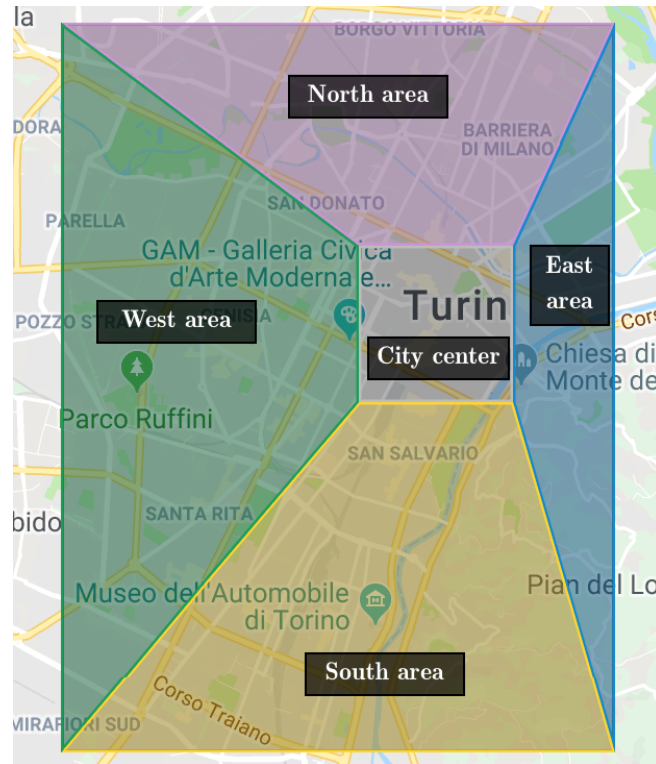 la
BORGO VITTORIA
North area
DORA
BARRIERA
DI MILANO
SAN DONATO
PARELLA
GAM - Galleria Civica
d'Arte Moderna e...
East
area
West area
Turin
POZZO STRA
CENISIA
Cors
City center
Chiesa di
Monte de
Parco Ruffini
SAN SALVARIO
bido
SANTA RITA
Museo dell'Automobile
di Torino
Pian del Lo
South area
Corso Traiano
MIRAFIORI SUD